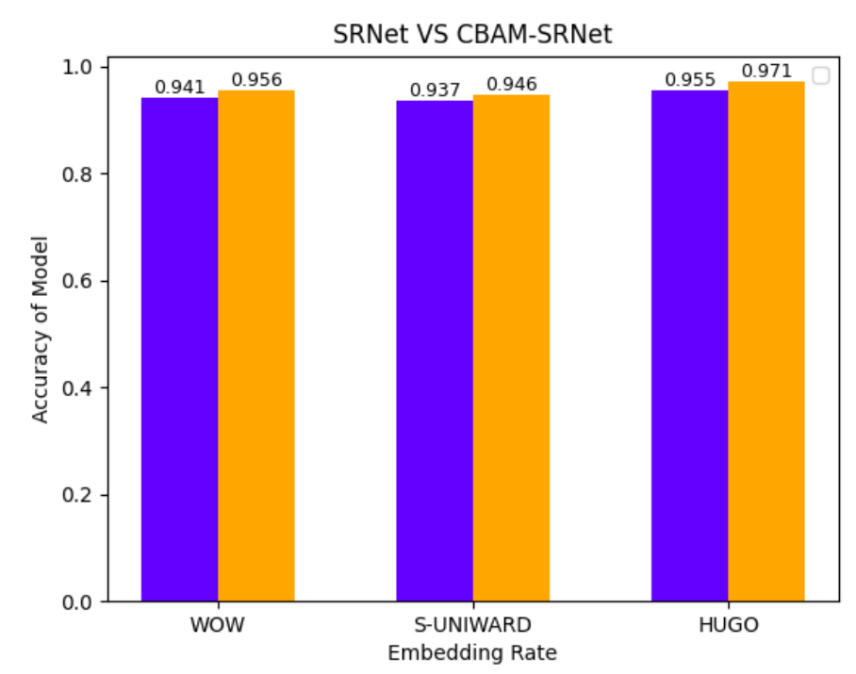 SRNet VS CBAM-SRNet
1.0
0.8
0.6
0.4
0.2
0.0
Accuracy of Model
0.941
0.956
0.937
0.946
0.955
0.971
WOW
S-UNIWARD
HUGO
Embedding Rate